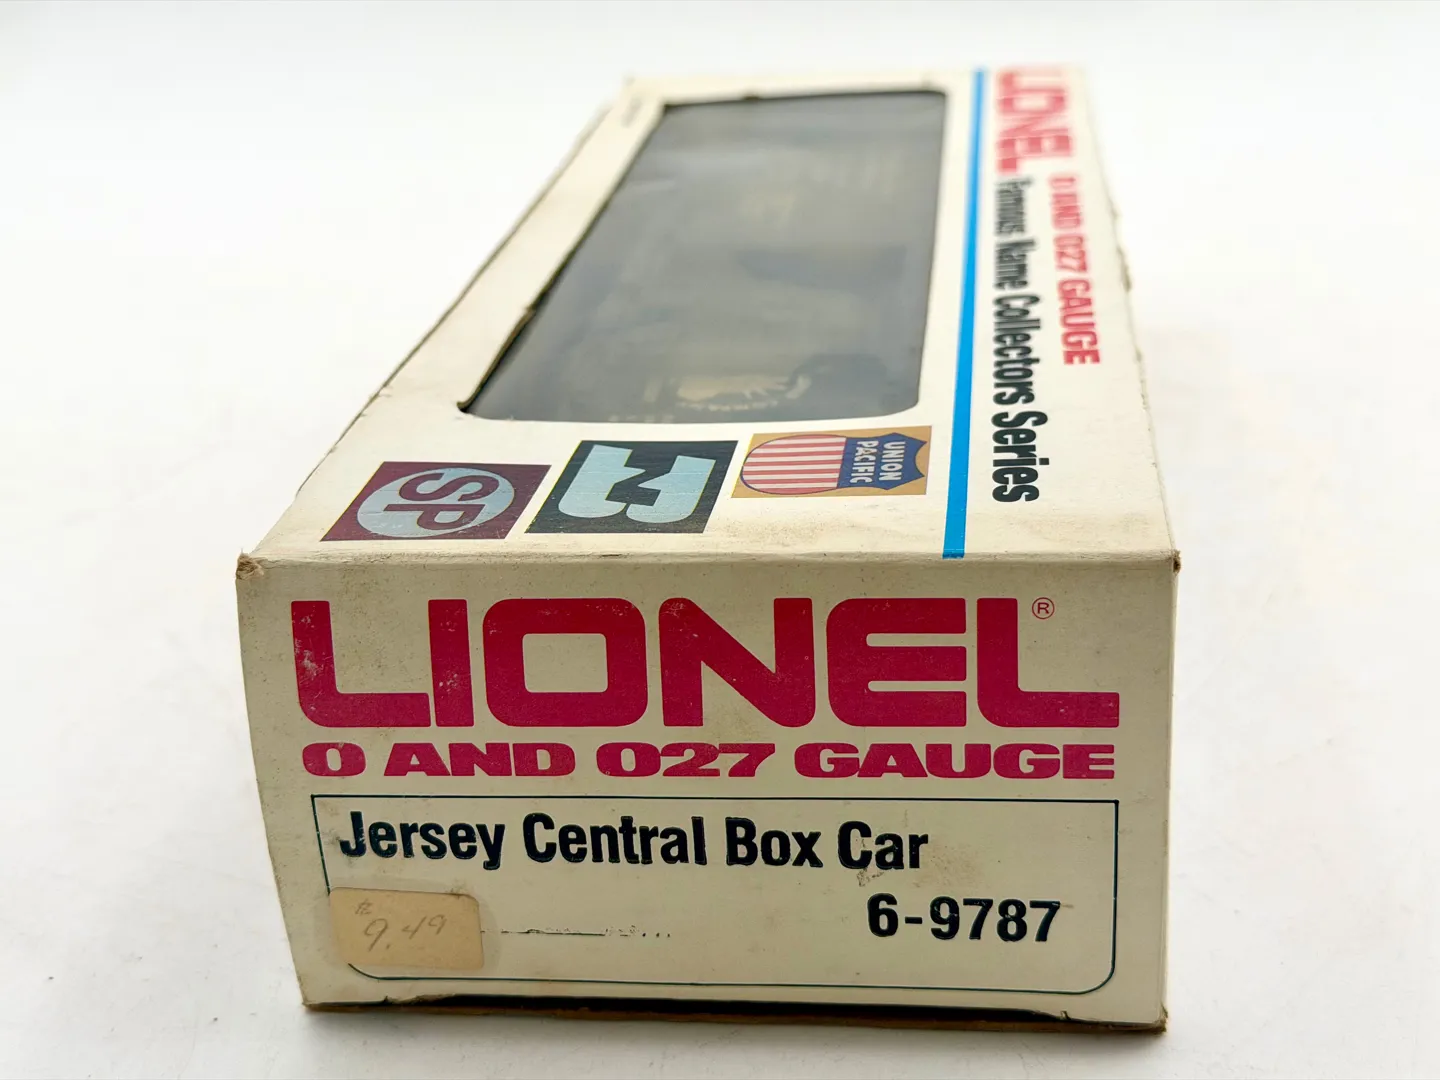 LIONEL
O AND O27 GAUGE
Famous Name Collectors Series
SP
UNION
PACIFIC
LIONEL®
O AND O27 GAUGE
Jersey Central Box Car
6-9787
9.49